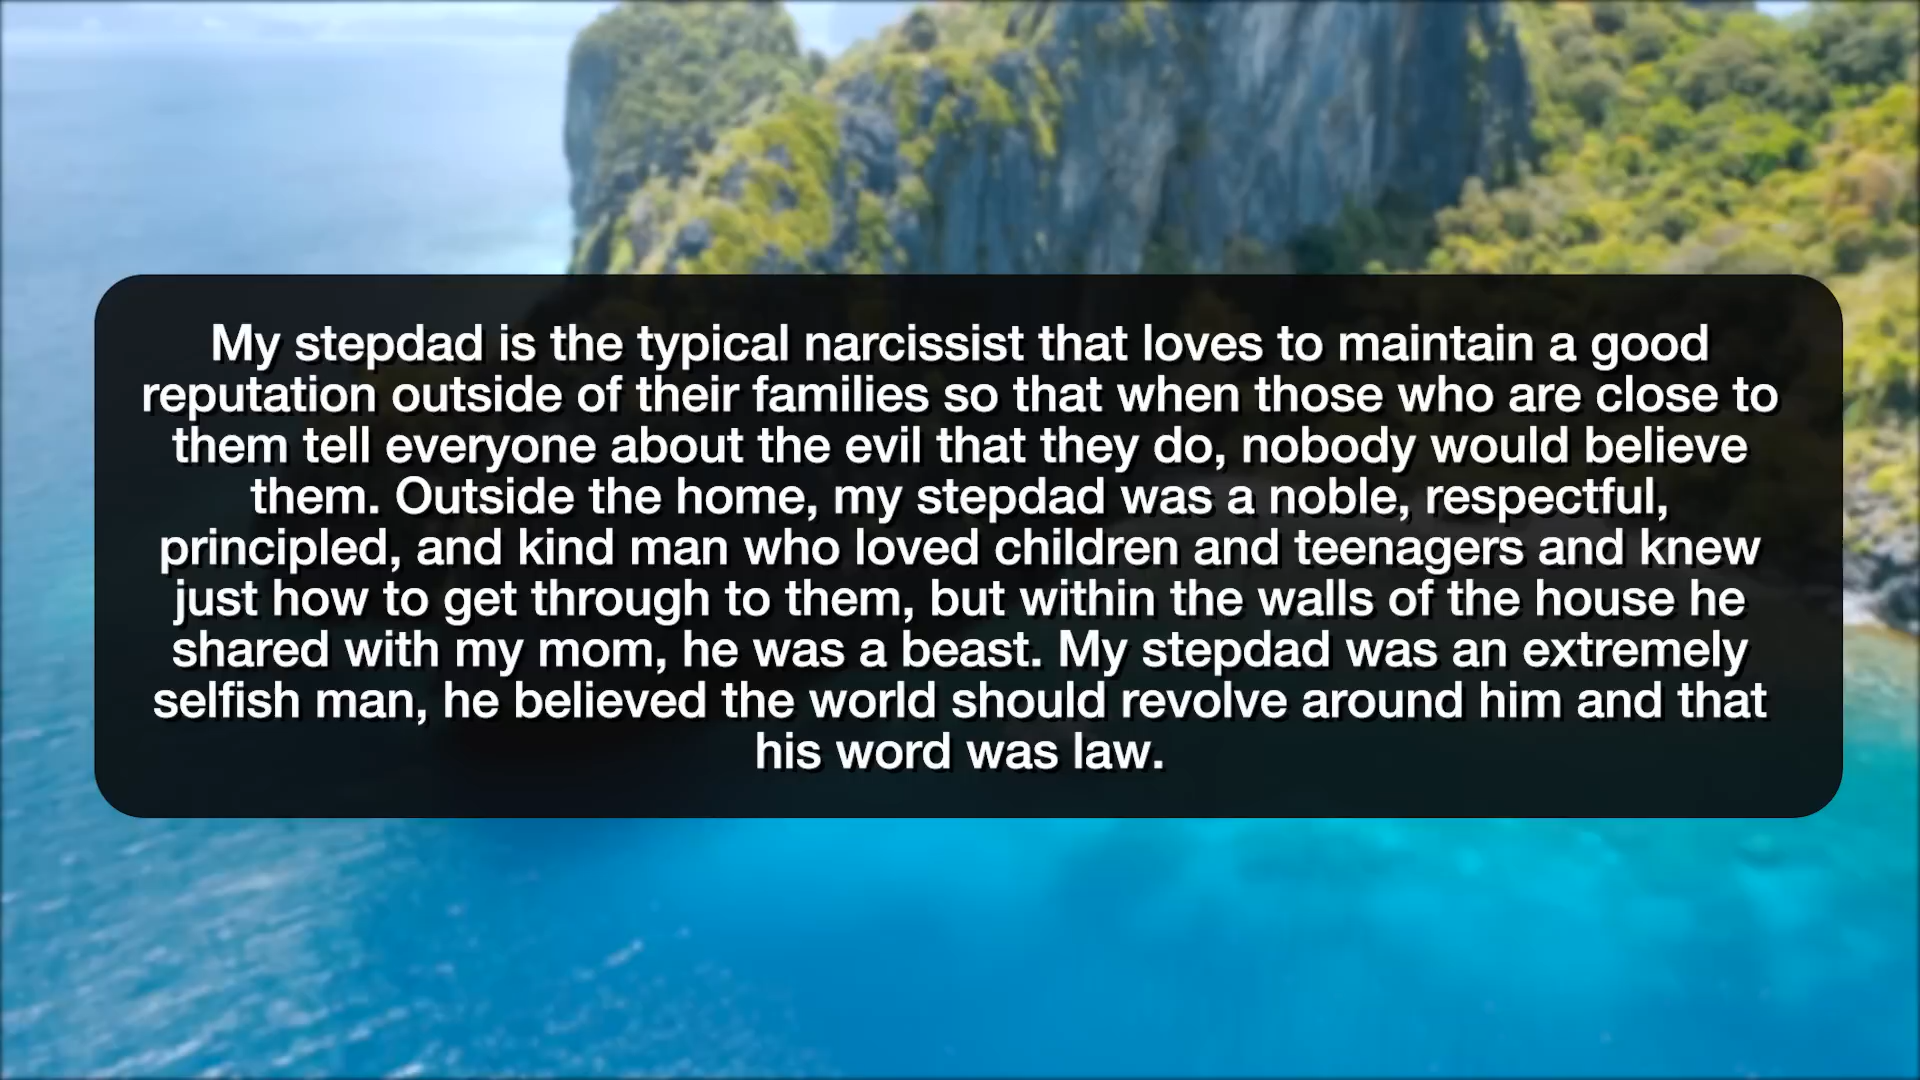 My stepdad is the typical narcissist that loves to maintain a good
reputation outside of their families so that when those who are close to
them tell everyone about the evil that they do, nobody would believe
them. Outside the home, my stepdad was a noble, respectful,
principled, and kind man who loved children and teenagers and knew
just how to get through to them, but within the walls of the house he
shared with my mom, he was a beast. My stepdad was an extremely
selfish man, he believed the world should revolve around him and that
his word was law.